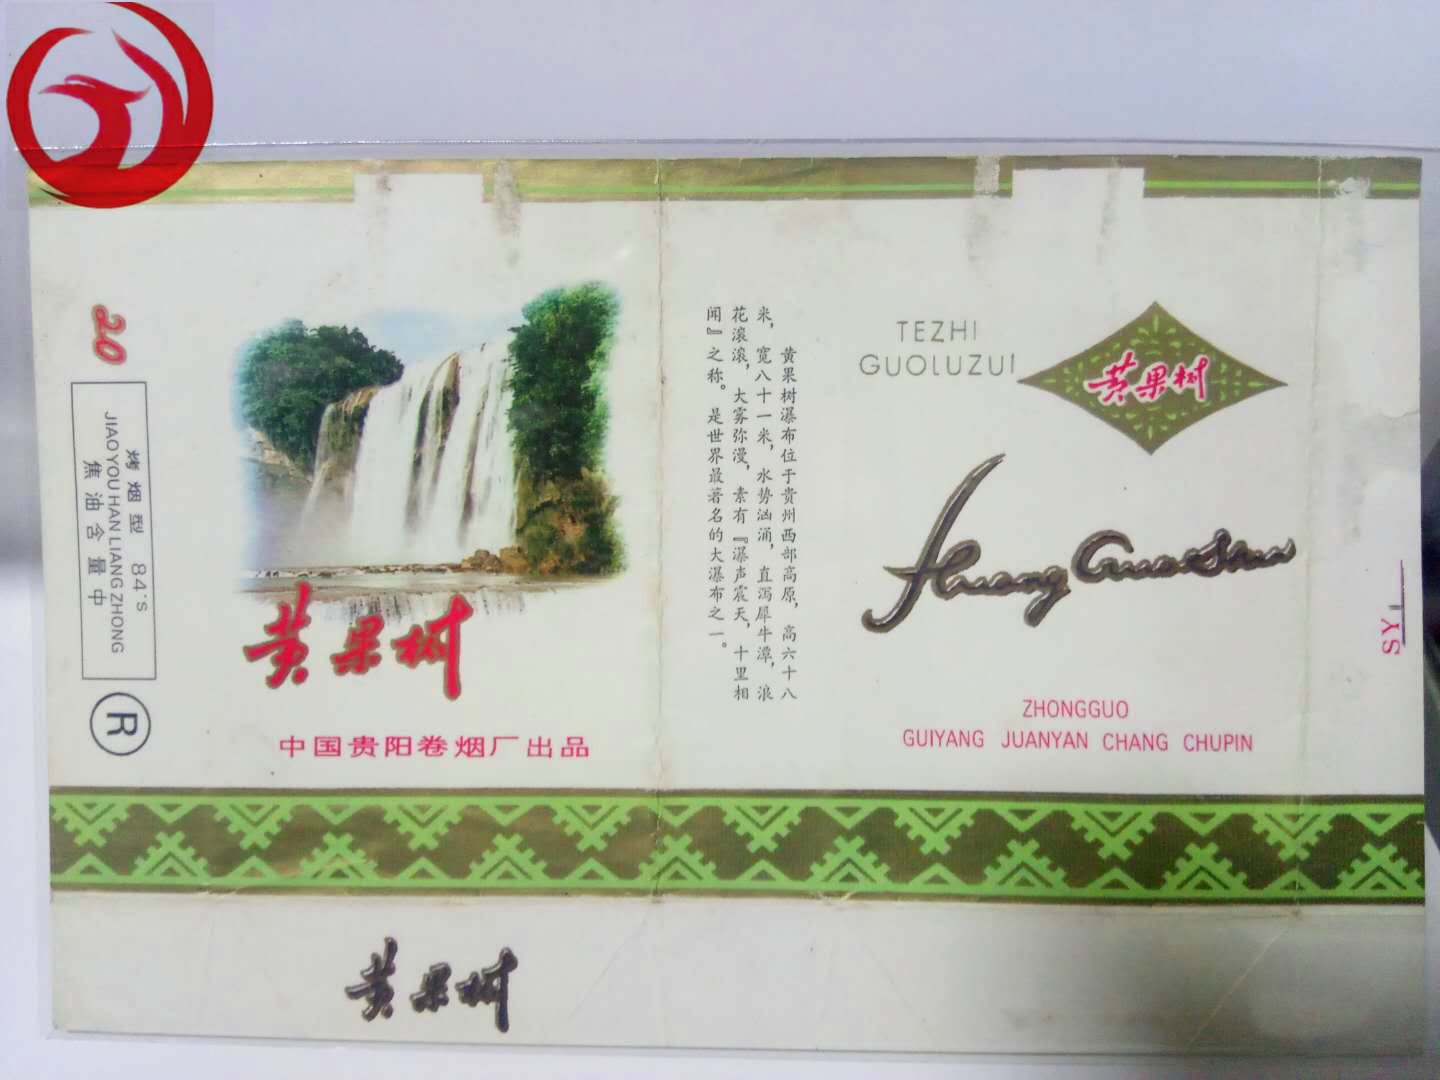 20
烤烟型 84's
JIAOYOU HAN LIANG ZHONG
焦油含量中
R
黄果树
中国贵阳卷烟厂出品
黄果树瀑布位于贵州西部高原，高六十八
米，宽八十一米，水势汹涌，直泻犀牛潭，浪
花滚滚，大雾弥漫，素有『瀑声震天，十里相
闻』之称。是世界最著名的大瀑布之一。
TEZHI
GUOLUZUI
黄果树
Huang Guo Shu
ZHONGGUO
GUIYANG JUANYAN CHANG CHUPIN
SY
黄果树